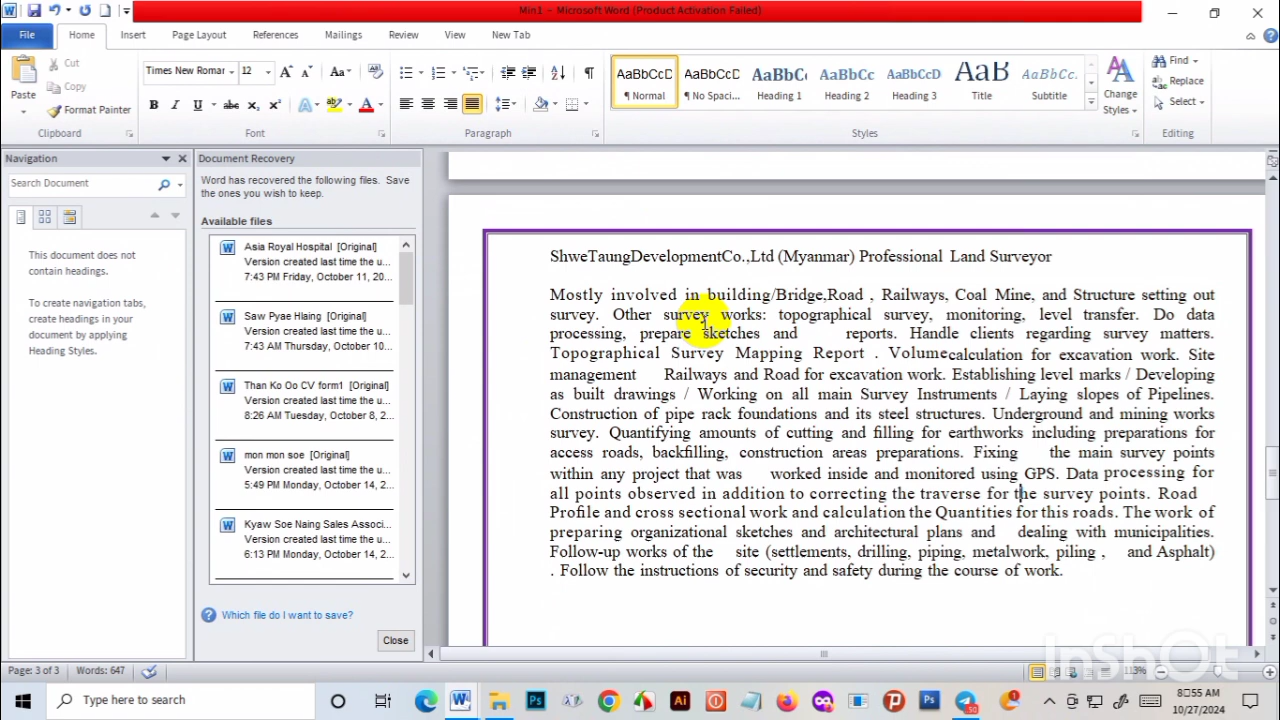 Min1 - Microsoft Word (Product Activation Failed)
File Home Insert Page Layout References Mailings Review View New Tab
Paste
Cut
Copy
Format Painter
Clipboard
Times New Romar 12
Font
Paragraph
AaBbCcD AaBbCcD AaBbC AaBbCc AaBbCcD AaB AaBbCc.
¶ Normal ¶ No Spaci... Heading 1 Heading 2 Heading 3 Title Subtitle
Change
Styles
Styles
Find
Replace
Select
Editing
Navigation
Search Document
This document does not
contain headings.
To create navigation tabs,
create headings in your
document by applying
Heading Styles.
Document Recovery
Word has recovered the following files. Save
the ones you wish to keep.
Available files
Asia Royal Hospital [Original]
Version created last time the u...
7:43 PM Friday, October 11, 20...
Saw Pyae Hlaing [Original]
Version created last time the u...
7:43 AM Thursday, October 10...
Than Ko Oo CV form1 [Original]
Version created last time the u...
8:26 AM Tuesday, October 8, 2...
mon mon soe [Original]
Version created last time the u...
5:49 PM Monday, October 14, ...
Kyaw Soe Naing Sales Associ...
Version created last time the u...
6:13 PM Monday, October 14, ...
Which file do I want to save?
Close
ShweTaungDevelopmentCo.,Ltd (Myanmar) Professional Land Surveyor
Mostly involved in building/Bridge,Road , Railways, Coal Mine, and Structure setting out
survey. Other survey works: topographical survey, monitoring, level transfer. Do data
processing, prepare sketches and reports. Handle clients regarding survey matters.
Topographical Survey Mapping Report . Volumecalculation for excavation work. Site
management Railways and Road for excavation work. Establishing level marks / Developing
as built drawings / Working on all main Survey Instruments / Laying slopes of Pipelines.
Construction of pipe rack foundations and its steel structures. Underground and mining works
survey. Quantifying amounts of cutting and filling for earthworks including preparations for
access roads, backfilling, construction areas preparations. Fixing the main survey points
within any project that was worked inside and monitored using GPS. Data processing for
all points observed in addition to correcting the traverse for the survey points. Road
Profile and cross sectional work and calculation the Quantities for this roads. The work of
preparing organizational sketches and architectural plans and dealing with municipalities.
Follow-up works of the site (settlements, drilling, piping, metalwork, piling , and Asphalt)
. Follow the instructions of security and safety during the course of work.
InShOt
Page: 3 of 3 Words: 647
113%
Type here to search
8:55 AM
10/27/2024